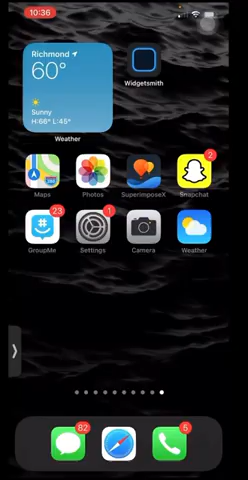 10:36
Richmond
60°
Sunny
H:66° L:45°
Weather
Widgetsmith
Maps
Photos
SuperimposeX
2
Snapchat
23
GroupMe
1
Settings
Camera
Weather
82
5